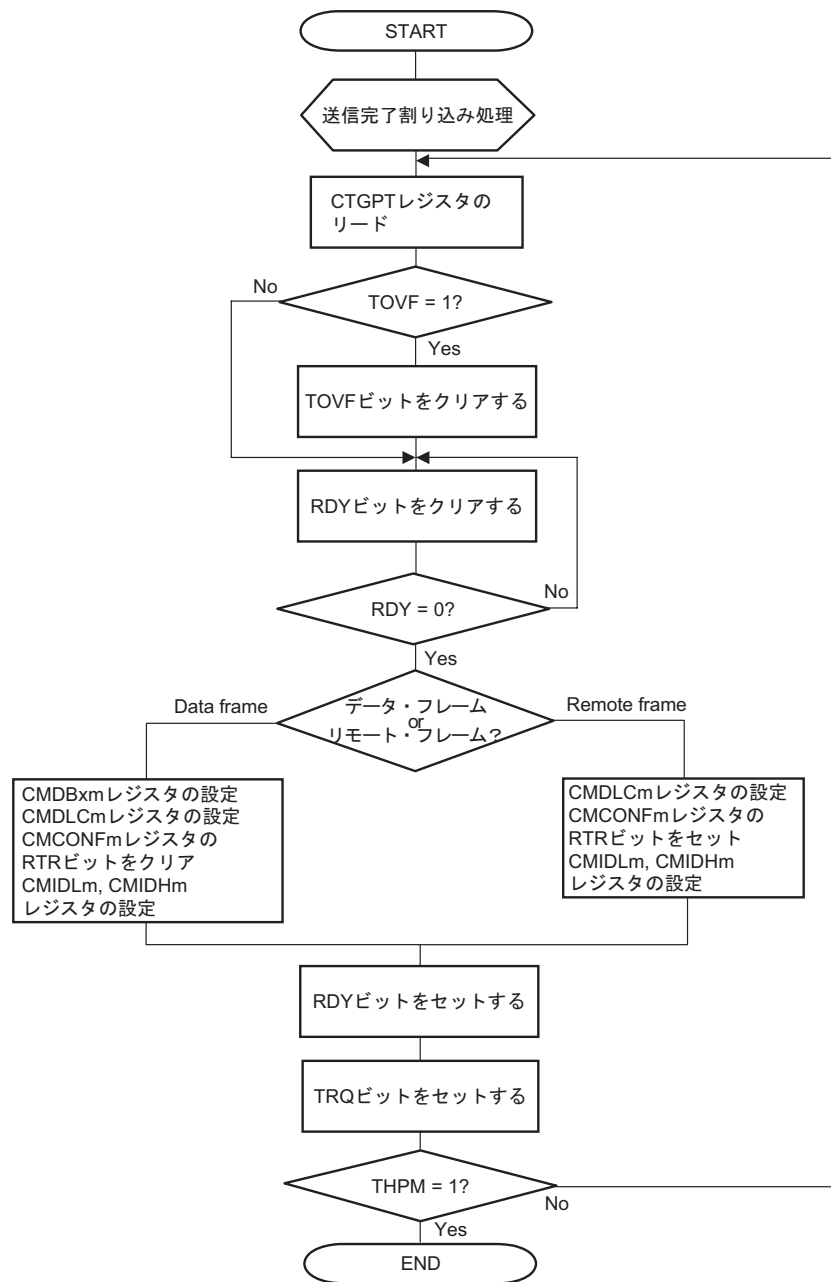 START
送信完了割り込み処理
CTGPTレジスタの
リード
No
TOVF = 1?
Yes
TOVFビットをクリアする
RDYビットをクリアする
No
RDY = 0?
Yes
Data frame
データ・フレーム
or
リモート・フレーム?
Remote frame
CMDBxmレジスタの設定
CMDLCmレジスタの設定
CMCONFmレジスタの
RTRビットをクリア
CMIDLm, CMIDHm
レジスタの設定
CMDLCmレジスタの設定
CMCONFmレジスタの
RTRビットをセット
CMIDLm, CMIDHm
レジスタの設定
RDYビットをセットする
TRQビットをセットする
THPM = 1?
No
Yes
END